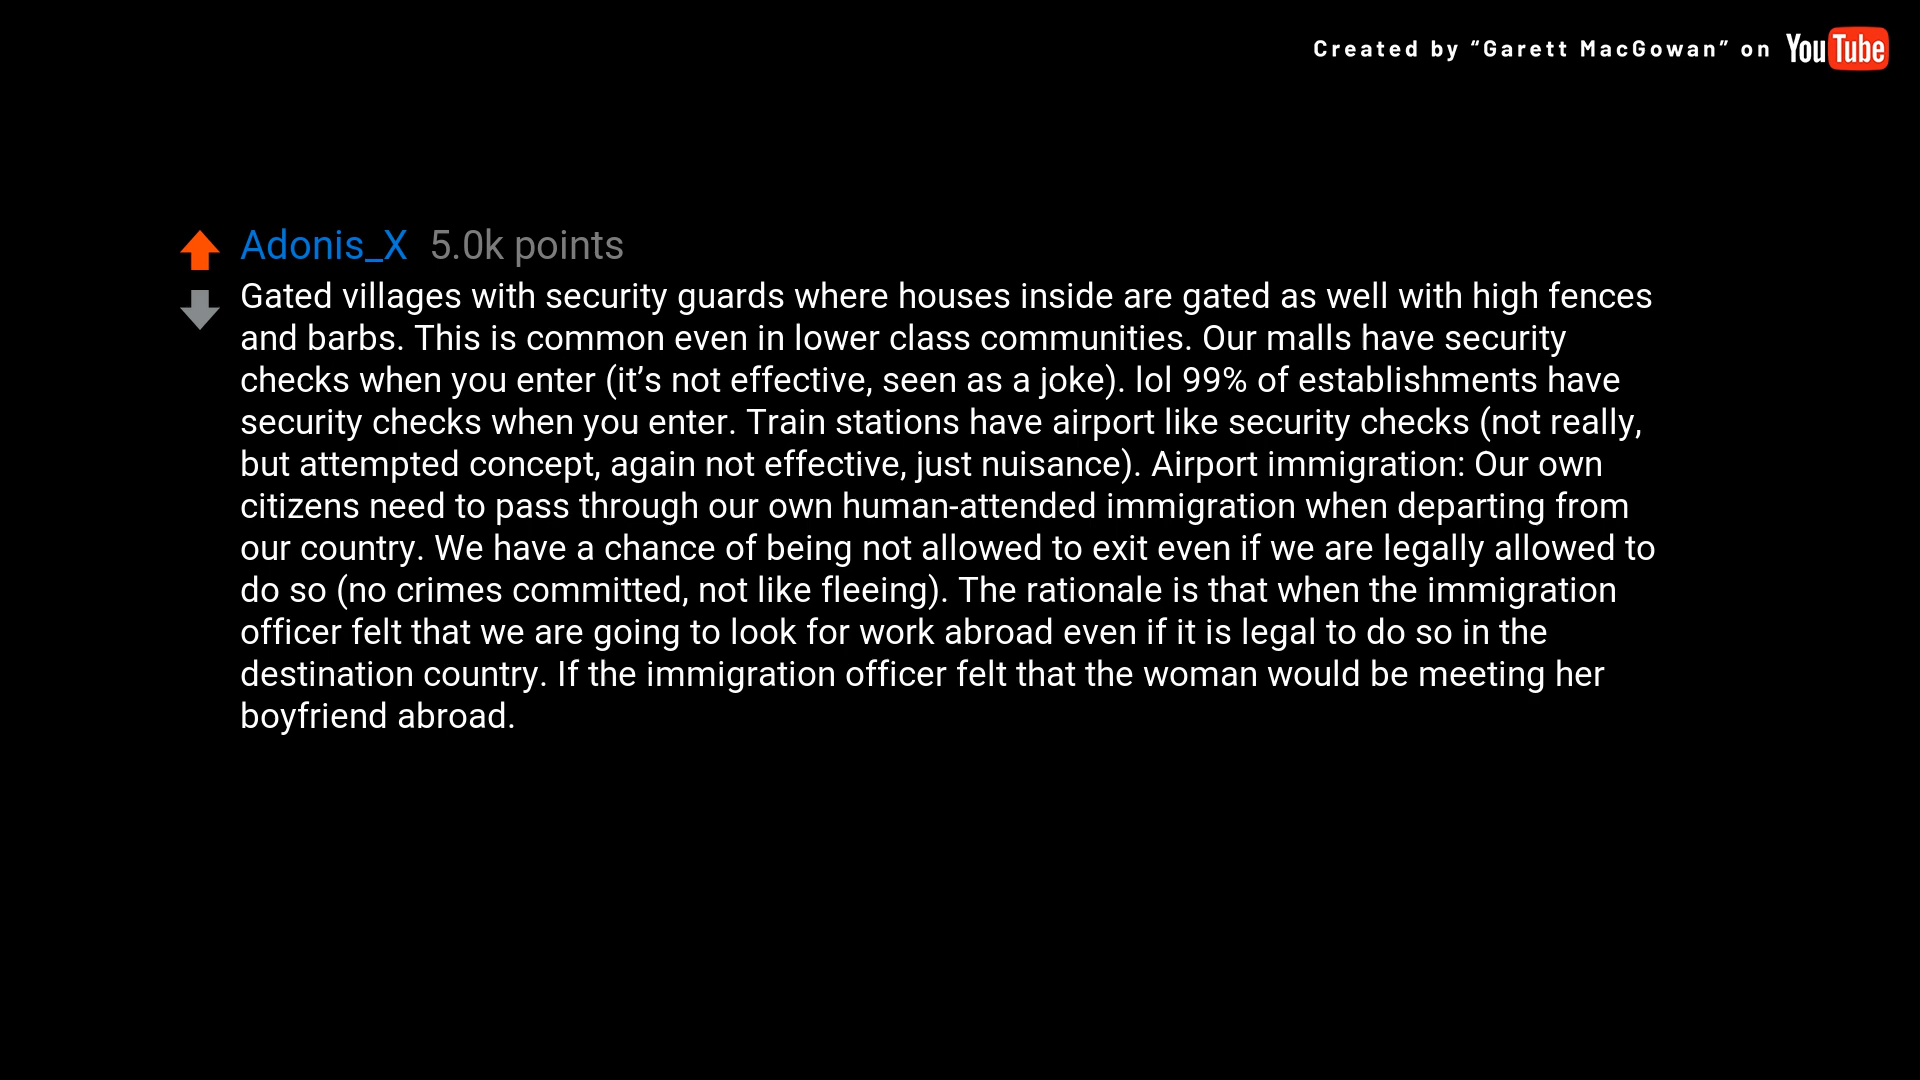 Created by “Garett MacGowan” on YouTube
Adonis_X 5.0k points
Gated villages with security guards where houses inside are gated as well with high fences
and barbs. This is common even in lower class communities. Our malls have security
checks when you enter (it’s not effective, seen as a joke). lol 99% of establishments have
security checks when you enter. Train stations have airport like security checks (not really,
but attempted concept, again not effective, just nuisance). Airport immigration: Our own
citizens need to pass through our own human-attended immigration when departing from
our country. We have a chance of being not allowed to exit even if we are legally allowed to
do so (no crimes committed, not like fleeing). The rationale is that when the immigration
officer felt that we are going to look for work abroad even if it is legal to do so in the
destination country. If the immigration officer felt that the woman would be meeting her
boyfriend abroad.